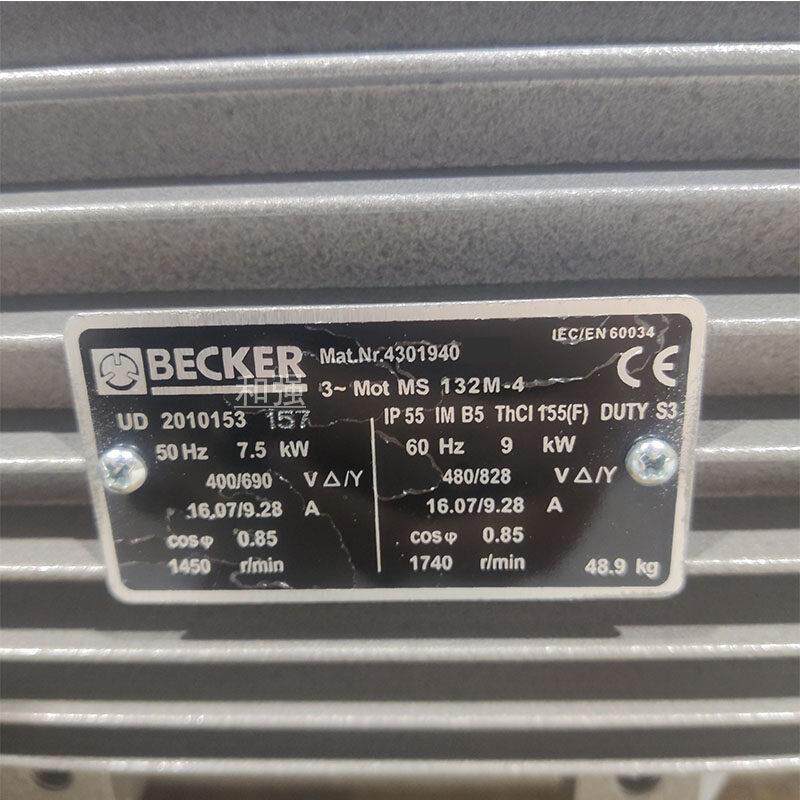 IEC/EN 60034
BECKER Mat.Nr.4301940
CE
和强
3~ Mot MS 132M-4
UD 2010153 157 IP 55 IM B5 ThCl 155(F) DUTY S3
50 Hz 7.5 kW 60 Hz 9 kW
400/690 V △/Y 480/828 V △/Y
16.07/9.28 A 16.07/9.28 A
cosφ 0.85 cosφ 0.85
1450 r/min 1740 r/min 48.9 kg